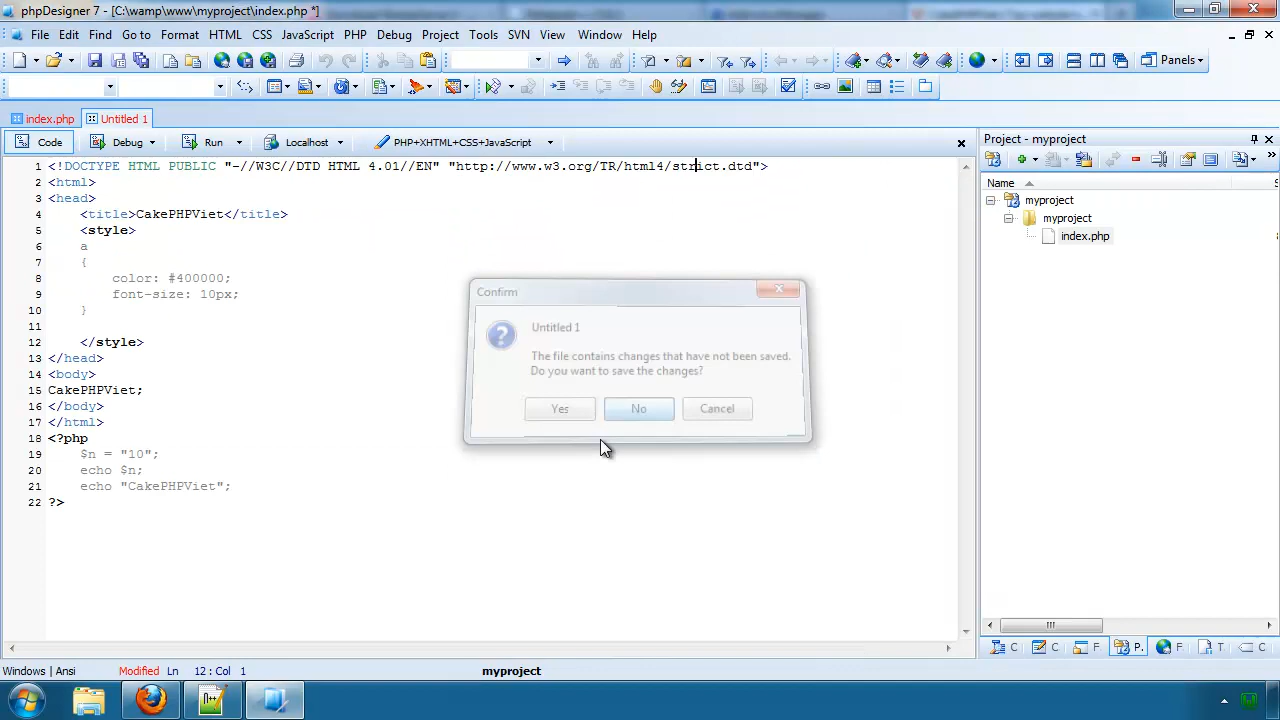 phpDesigner 7 - [C:\wamp\www\myproject\index.php *]
File Edit Find Go to Format HTML CSS JavaScript PHP Debug Project Tools SVN View Window Help
Panels
index.php Untitled 1
Code Debug Run Localhost PHP+XHTML+CSS+JavaScript
1 <!DOCTYPE HTML PUBLIC "-//W3C//DTD HTML 4.01//EN" "http://www.w3.org/TR/html4/strict.dtd">
2 <html>
3 <head>
4 <title>CakePHPViet</title>
5 <style>
6 a
7 {
8 color: #400000;
9 font-size: 10px;
10 }
11
12 </style>
13 </head>
14 <body>
15 CakePHPViet;
16 </body>
17 </html>
18 <?php
19 $n = "10";
20 echo $n;
21 echo "CakePHPViet";
22 ?>
Confirm
Untitled 1
The file contains changes that have not been saved.
Do you want to save the changes?
Yes No Cancel
Project - myproject
Name S
myproject
myproject
index.php
C C F P. F T C
Windows | Ansi Modified Ln 12 : Col 1 myproject